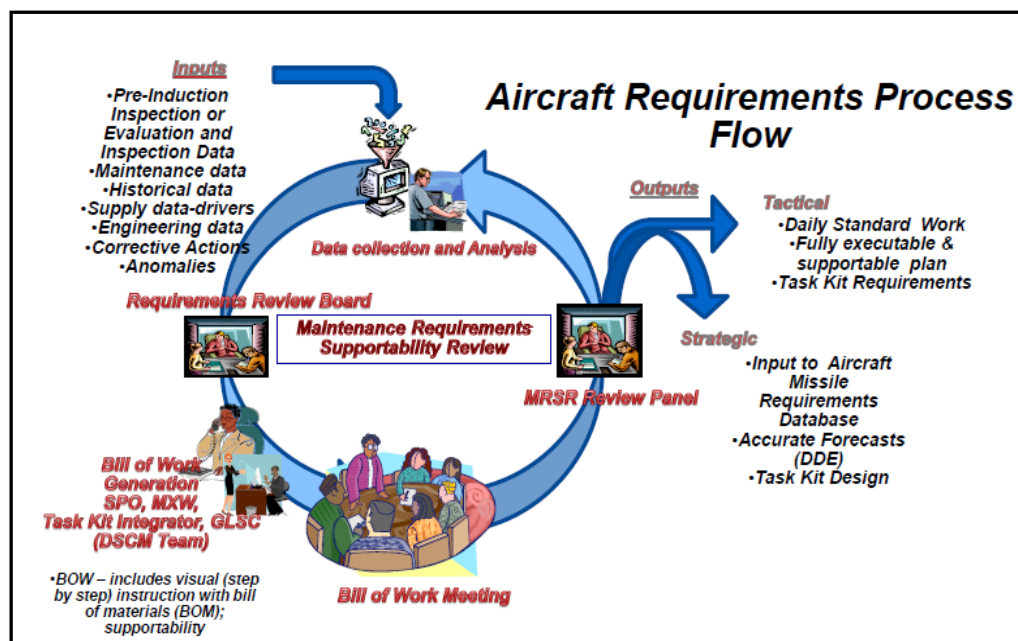 Aircraft Requirements Process
Flow
Inputs
•Pre-Induction
Inspection or
Evaluation and
Inspection Data
•Maintenance data
•Historical data
•Supply data-drivers
•Engineering data
•Corrective Actions
•Anomalies
Data collection and Analysis
Requirements Review Board
Maintenance Requirements
Supportability Review
MRSR Review Panel
Bill of Work
Generation
SPO, MXW,
Task Kit Integrator, GLSC
(DSCM Team)
•BOW – includes visual (step
by step) instruction with bill
of materials (BOM);
supportability
Bill of Work Meeting
Outputs
Tactical
•Daily Standard Work
•Fully executable &
supportable plan
•Task Kit Requirements
Strategic
•Input to Aircraft
Missile
Requirements
Database
•Accurate Forecasts
(DDE)
•Task Kit Design